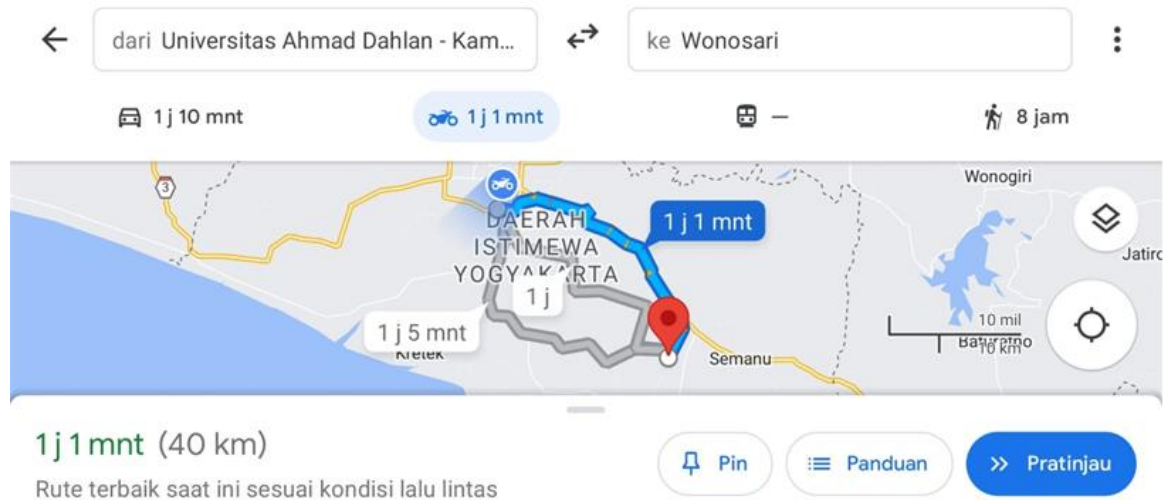 dari Universitas Ahmad Dahlan - Kam...
ke Wonosari
1 j 10 mnt
1 j 1 mnt
–
8 jam
3
Wonogiri
DAERAH
ISTIMEWA
YOGYAKARTA
1 j 1 mnt
Jatiro
1 j
1 j 5 mnt
Kretek
Semanu
10 mil
10 km
1 j 1 mnt (40 km)
Rute terbaik saat ini sesuai kondisi lalu lintas
Pin
Panduan
Pratinjau